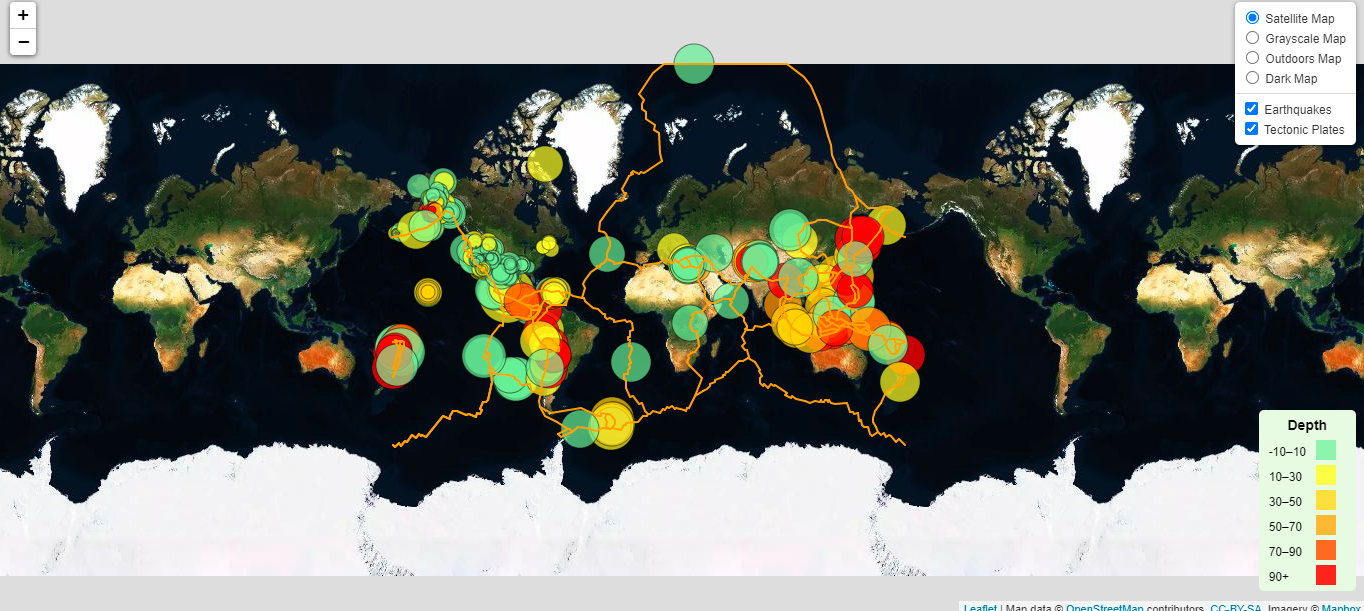 +
−
Satellite Map
Grayscale Map
Outdoors Map
Dark Map
Earthquakes
Tectonic Plates
Depth
-10–10
10–30
30–50
50–70
70–90
90+
Leaflet | Map data © OpenStreetMap contributors, CC-BY-SA, Imagery © Mapbox